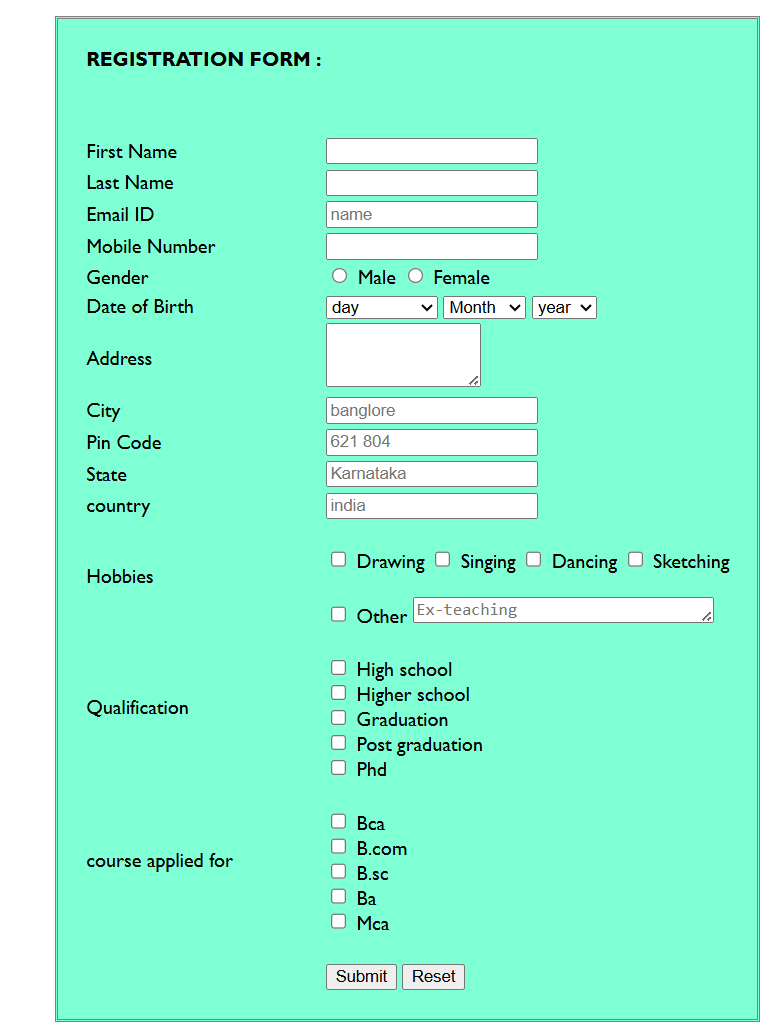 REGISTRATION FORM :
First Name
Last Name
Email ID name
Mobile Number
Gender Male Female
Date of Birth day Month year
Address
City banglore
Pin Code 621 804
State Karnataka
country india
Hobbies
Drawing Singing Dancing Sketching
Other Ex-teaching
Qualification
High school
Higher school
Graduation
Post graduation
Phd
course applied for
Bca
B.com
B.sc
Ba
Mca
Submit Reset